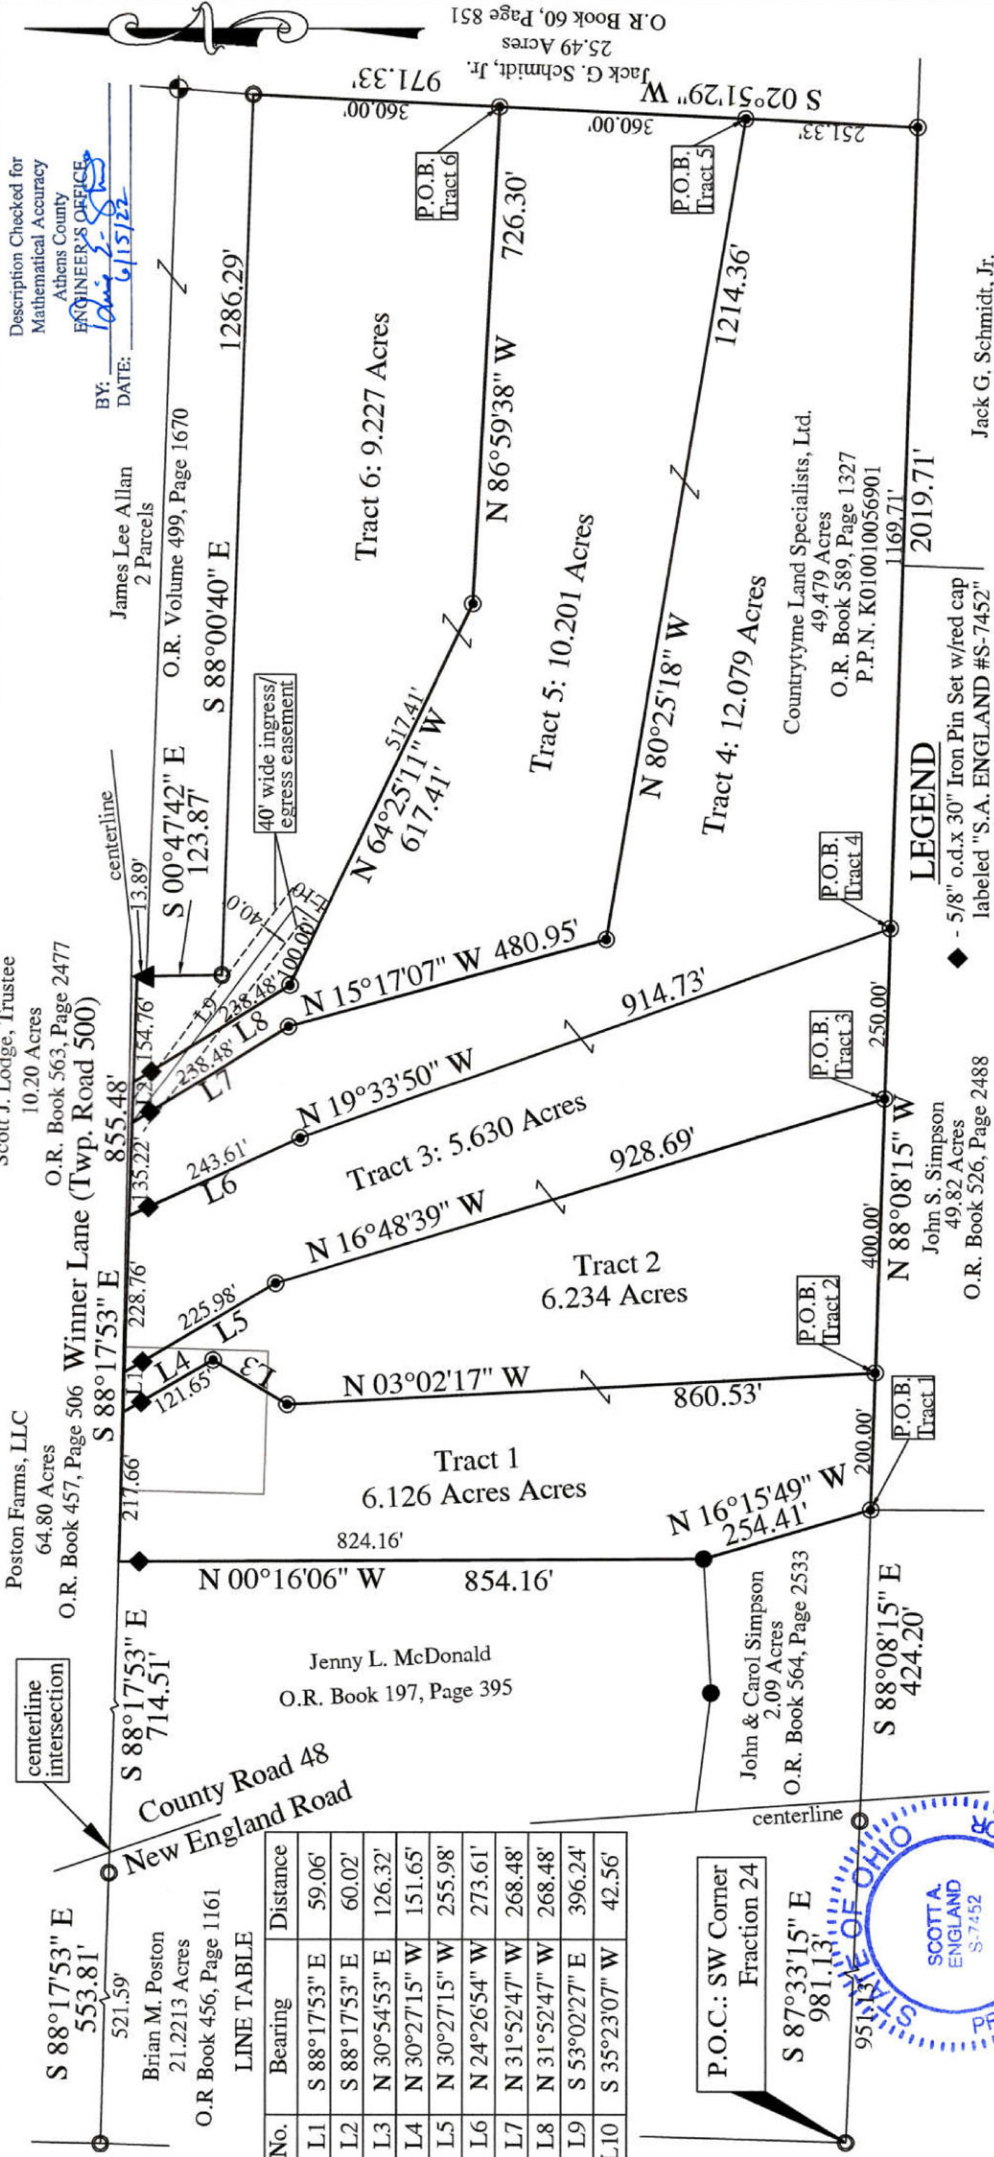 Description Checked for
Mathematical Accuracy
Athens County
ENGINEER'S OFFICE
BY:
DATE: 6/15/22
Jack G. Schmidt, Jr.
25.49 Acres
O.R Book 60, Page 851
S 02°51'29" W
971.33'
360.00'
360.00'
251.33'
Scott J. Lodge, Trustee
10.20 Acres
O.R. Book 563, Page 2477
James Lee Allan
2 Parcels
O.R. Volume 499, Page 1670
Poston Farms, LLC
64.80 Acres
O.R. Book 457, Page 506
Winner Lane (Twp. Road 500)
S 88°17'53" E
855.48'
centerline
13.89'
S 00°47'42" E
123.87'
S 88°00'40" E
1286.29'
217.66'
L1
228.76'
135.22'
L2
154.76'
40' wide ingress/
egress easement
40.0'
L9
L10
100.00'
238.48'
L8
238.48'
L7
243.61'
L6
225.98'
L5
L4
121.65'
L3
P.O.B.
Tract 6
Tract 6: 9.227 Acres
N 86°59'38" W
726.30'
517.41'
N 64°25'11" W
617.41'
P.O.B.
Tract 5
Tract 5: 10.201 Acres
N 80°25'18" W
1214.36'
N 15°17'07" W 480.95'
Tract 4: 12.079 Acres
N 19°33'50" W
914.73'
Tract 3: 5.630 Acres
N 16°48'39" W
928.69'
Tract 2
6.234 Acres
N 03°02'17" W
860.53'
Tract 1
6.126 Acres Acres
824.16'
N 00°16'06" W
854.16'
N 16°15'49" W
254.41'
P.O.B.
Tract 4
P.O.B.
Tract 3
P.O.B.
Tract 2
P.O.B.
Tract 1
Countrytyme Land Specialists, Ltd.
49.479 Acres
O.R. Book 589, Page 1327
P.P.N. K010010056901
200.00'
400.00'
250.00'
1169.71'
N 88°08'15" W
2019.71'
John S. Simpson
49.82 Acres
O.R. Book 526, Page 2488
Jack G. Schmidt, Jr.
LEGEND
- 5/8" o.d.x 30" Iron Pin Set w/red cap
labeled "S.A. ENGLAND #S-7452"
centerline
intersection
S 88°17'53" E
714.51'
County Road 48
New England Road
Jenny L. McDonald
O.R. Book 197, Page 395
John & Carol Simpson
2.09 Acres
O.R. Book 564, Page 2533
S 88°08'15" E
424.20'
centerline
S 88°17'53" E
553.81'
521.59'
Brian M. Poston
21.2213 Acres
O.R Book 456, Page 1161
LINE TABLE
No. Bearing Distance
L1 S 88°17'53" E 59.06'
L2 S 88°17'53" E 60.02'
L3 N 30°54'53" E 126.32'
L4 N 30°27'15" W 151.65'
L5 N 30°27'15" W 255.98'
L6 N 24°26'54" W 273.61'
L7 N 31°52'47" W 268.48'
L8 N 31°52'47" W 268.48'
L9 S 53°02'27" E 396.24'
L10 S 35°23'07" W 42.56'
P.O.C.: SW Corner
Fraction 24
S 87°33'15" E
981.13'
951.13'
STATE OF OHIO
SCOTT A.
ENGLAND
S-7452